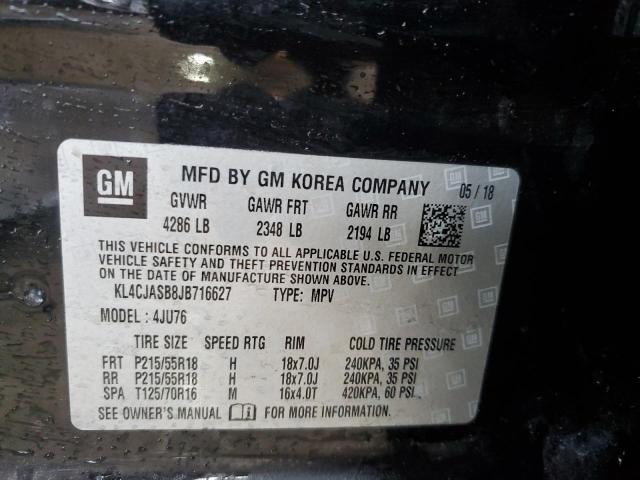 GM
MFD BY GM KOREA COMPANY 05/18
GVWR GAWR FRT GAWR RR
4286 LB 2348 LB 2194 LB
THIS VEHICLE CONFORMS TO ALL APPLICABLE U.S. FEDERAL MOTOR
VEHICLE SAFETY AND THEFT PREVENTION STANDARDS IN EFFECT
ON THE DATE OF MANUFACTURE SHOWN ABOVE.
KL4CJASB8JB716627 TYPE: MPV
MODEL: 4JU76
TIRE SIZE SPEED RTG RIM COLD TIRE PRESSURE
FRT P215/55R18 H 18x7.0J 240KPA, 35 PSI
RR P215/55R18 H 18x7.0J 240KPA, 35 PSI
SPA T125/70R16 M 16x4.0T 420KPA, 60 PSI
SEE OWNER'S MANUAL FOR MORE INFORMATION.